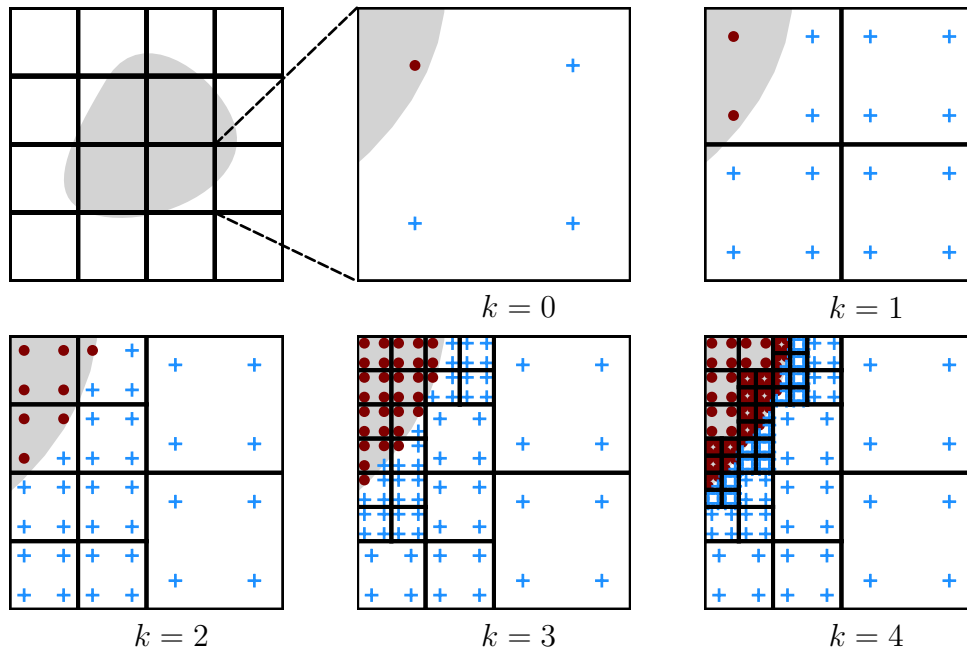 k = 0
k = 1
k = 2
k = 3
k = 4